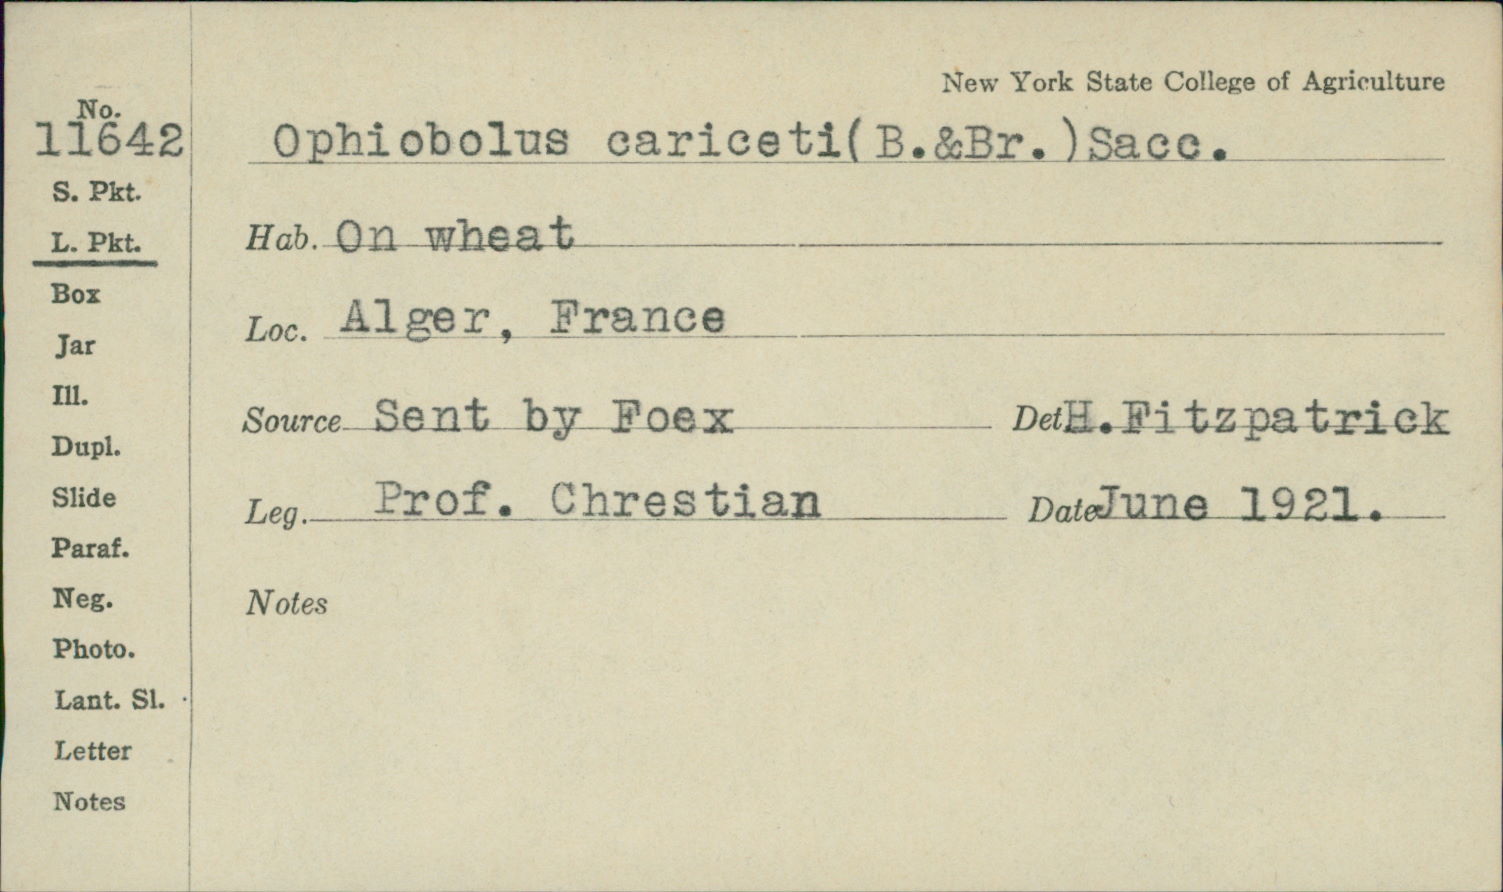 New York State College of Agriculture
No.
11642
Ophiobolus cariceti(B.&Br.)Sacc.
S. Pkt.
L. Pkt.
Box
Jar
Ill.
Dupl.
Slide
Paraf.
Neg.
Photo.
Lant. Sl.
Letter
Notes
Hab. On wheat
Loc. Alger, France
Source Sent by Foex Det H.Fitzpatrick
Leg. Prof. Chrestian Date June 1921.
Notes